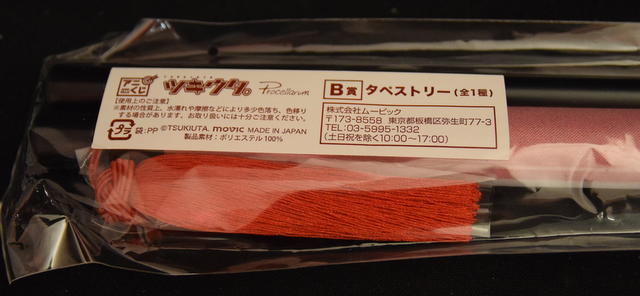 アニくじ
ツキウタ。
Procellarum
B賞 タペストリー(全1種)
【使用上のご注意】
※素材の性質上、水濡れや摩擦などにより多少色落ち、色移り
する場合があります。お取り扱いには十分ご注意ください。
プラ 袋:PP ©TSUKIUTA. movic MADE IN JAPAN
製品素材:ポリエステル100%
株式会社ムービック
〒173-8558 東京都板橋区弥生町77-3
TEL:03-5995-1332
(土日祝を除く10:00~17:00)